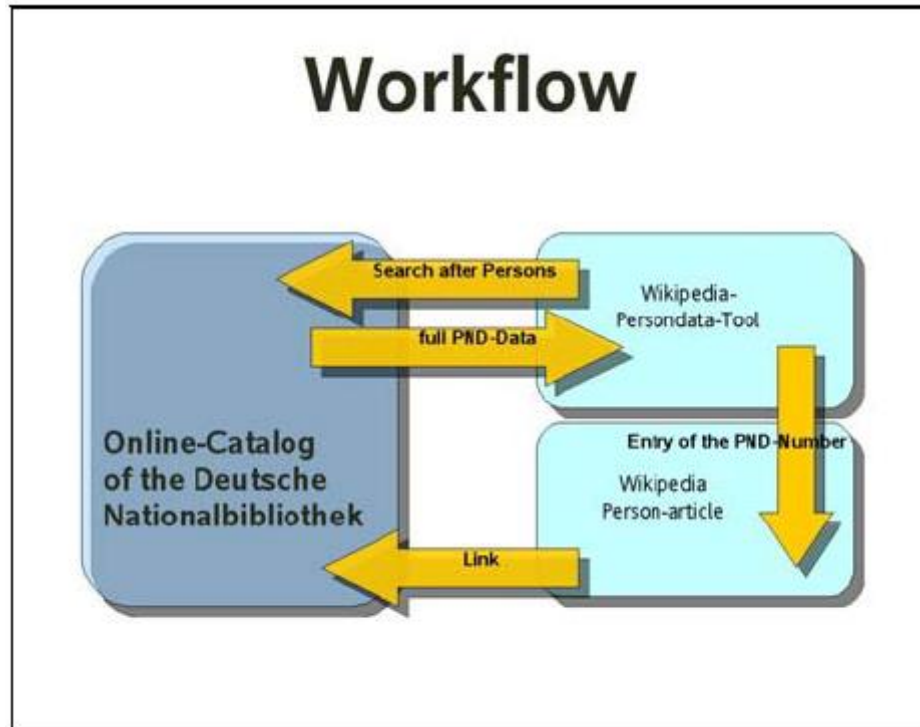 Workflow
Search after Persons
Wikipedia-
Persondata-Tool
full PND-Data
Online-Catalog
of the Deutsche
Nationalbibliothek
Entry of the PND-Number
Wikipedia
Person-article
Link